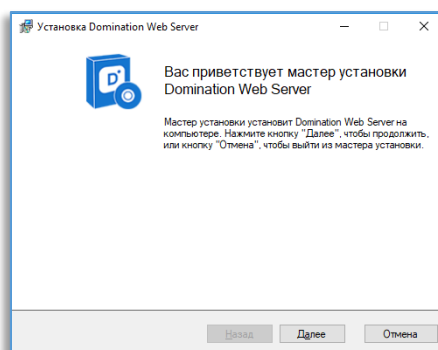 Установка Domination Web Server
D
Вас приветствует мастер установки
Domination Web Server
Мастер установки установит Domination Web Server на
компьютере. Нажмите кнопку "Далее", чтобы продолжить,
или кнопку "Отмена", чтобы выйти из мастера установки.
Назад Далее Отмена